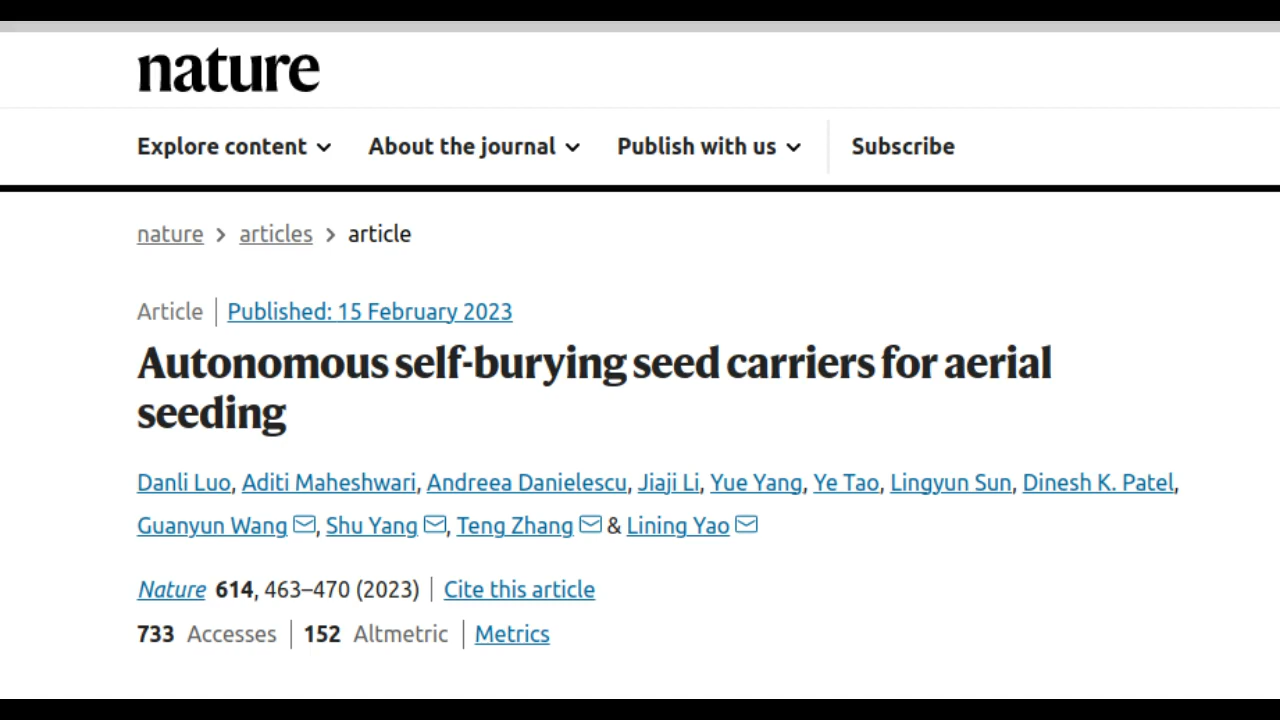 nature
Explore content About the journal Publish with us Subscribe
nature > articles > article
Article | Published: 15 February 2023
Autonomous self-burying seed carriers for aerial
seeding
Danli Luo, Aditi Maheshwari, Andreea Danielescu, Jiaji Li, Yue Yang, Ye Tao, Lingyun Sun, Dinesh K. Patel,
Guanyun Wang, Shu Yang, Teng Zhang & Lining Yao
Nature 614, 463–470 (2023) | Cite this article
733 Accesses | 152 Altmetric | Metrics